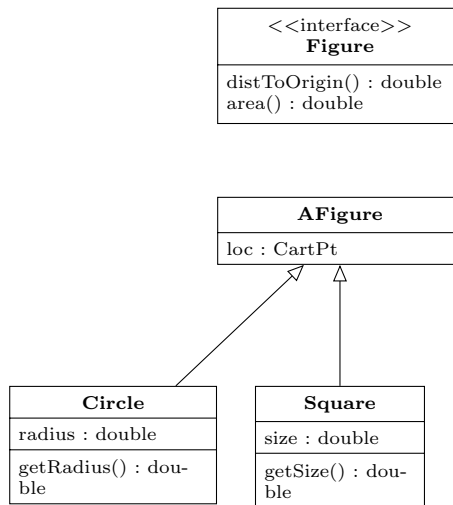 <<interface>>
Figure
distToOrigin() : double
area() : double
AFigure
loc : CartPt
Circle
radius : double
getRadius() : dou-
ble
Square
size : double
getSize() : dou-
ble